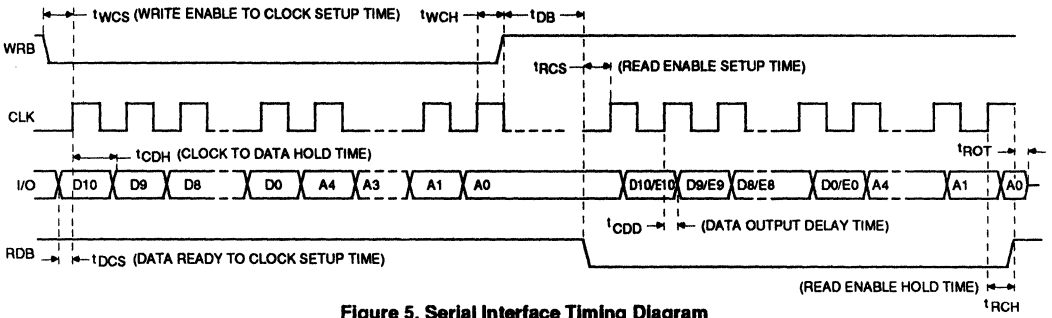 tWCS (WRITE ENABLE TO CLOCK SETUP TIME)
tWCH
tDB
WRB
tRCS
(READ ENABLE SETUP TIME)
CLK
tCDH (CLOCK TO DATA HOLD TIME)
tROT
I/O
D10
D9
D8
D0
A4
A3
A1
A0
D10/E10
D9/E9
D8/E8
D0/E0
A4
A1
A0
tCDD
(DATA OUTPUT DELAY TIME)
RDB
tDCS (DATA READY TO CLOCK SETUP TIME)
(READ ENABLE HOLD TIME)
tRCH
Figure 5. Serial Interface Timing Diagram